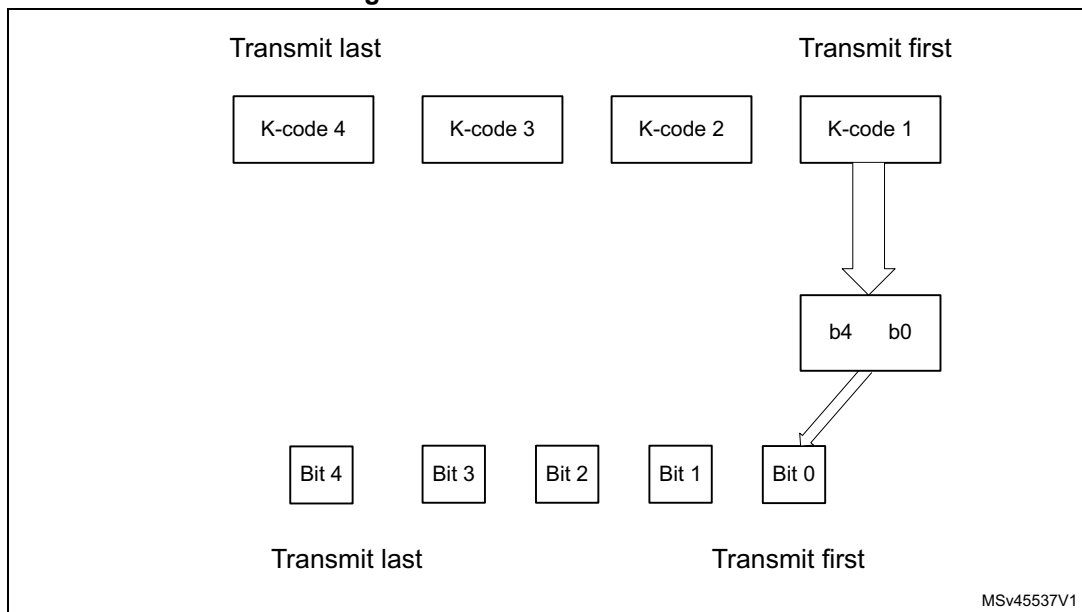 Transmit last Transmit first
K-code 4 K-code 3 K-code 2 K-code 1
b4 b0
Bit 4 Bit 3 Bit 2 Bit 1 Bit 0
Transmit last Transmit first
MSv45537V1